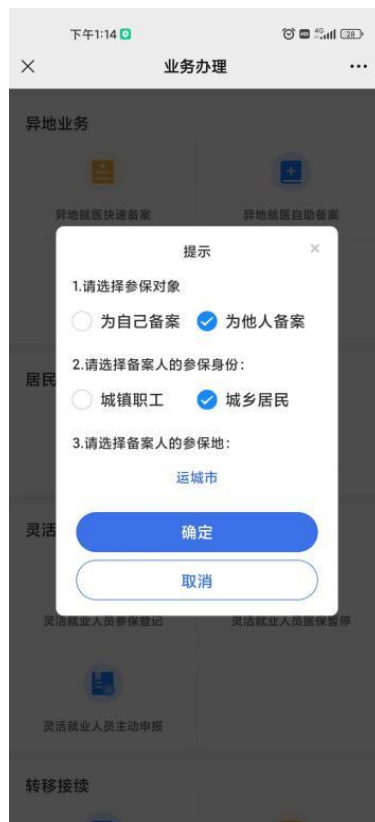 下午1:14
28
业务办理
异地业务
异地就医快速备案
异地就医自助备案
提示
1.请选择参保对象
为自己备案
为他人备案
居民
2.请选择备案人的参保身份：
城镇职工
城乡居民
3.请选择备案人的参保地：
运城市
灵活
确定
取消
灵活就业人员参保登记
灵活就业人员医保暂停
灵活就业人员主动申报
转移接续